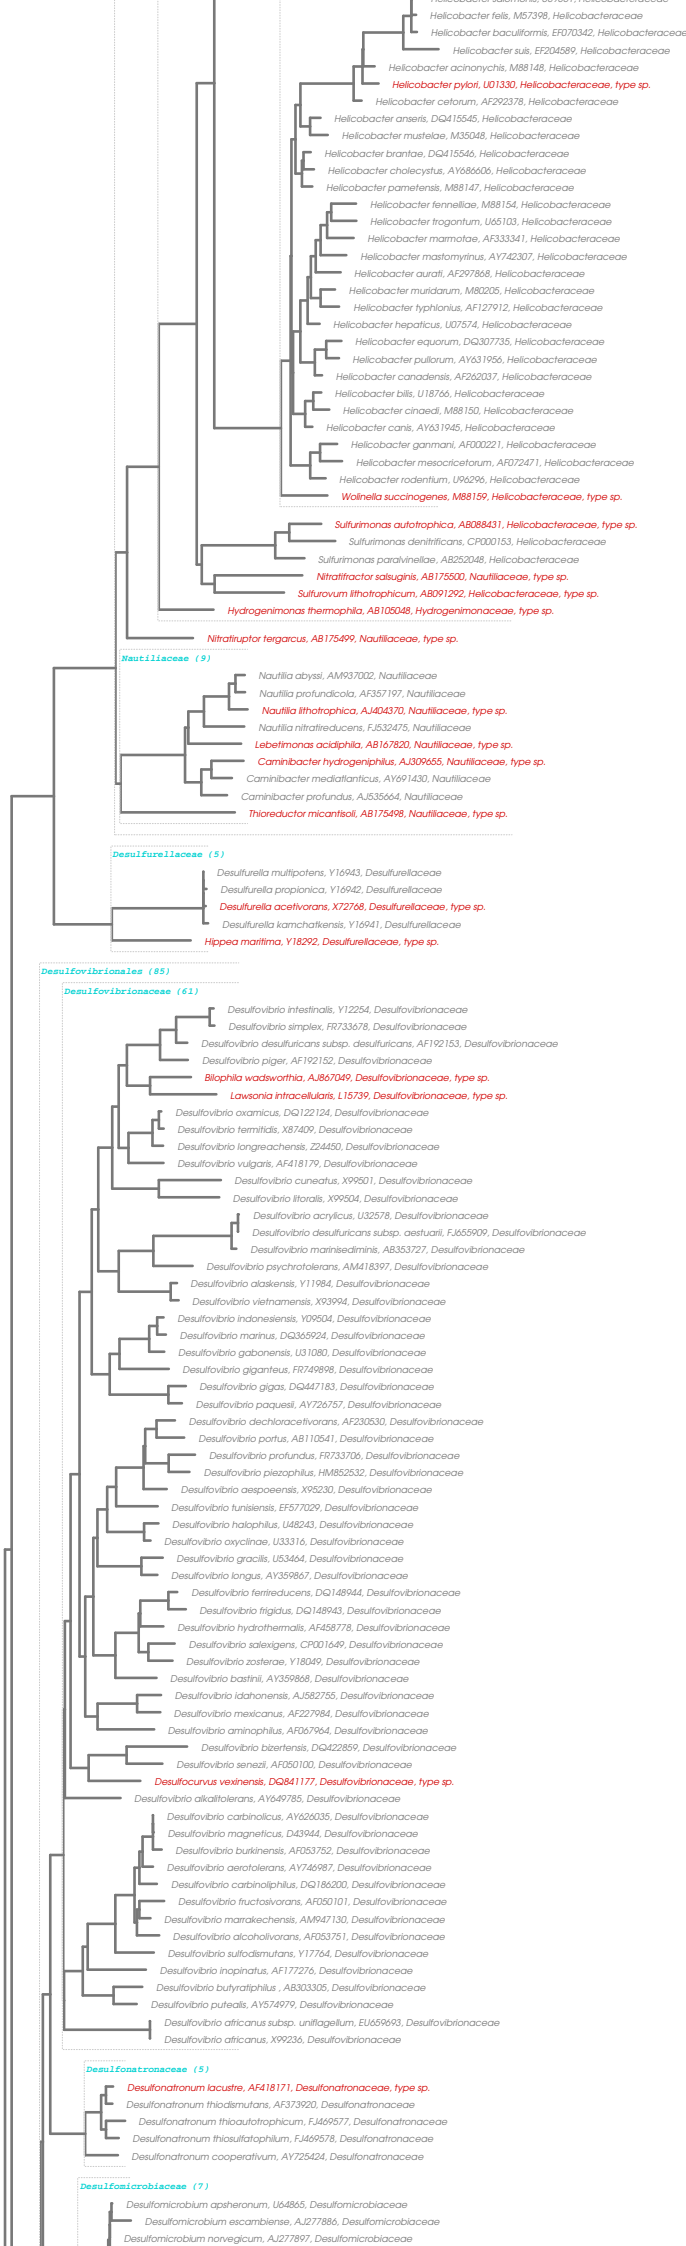 Helicobacter felis, M57398, Helicobacteraceae
Helicobacter baculiformis, EF070342, Helicobacteraceae
Helicobacter suis, EF204589, Helicobacteraceae
Helicobacter acinonychis, M88148, Helicobacteraceae
Helicobacter pylori, U01330, Helicobacteraceae, type sp.
Helicobacter cetorum, AF292378, Helicobacteraceae
Helicobacter anseris, DQ415545, Helicobacteraceae
Helicobacter mustelae, M35048, Helicobacteraceae
Helicobacter brantae, DQ415546, Helicobacteraceae
Helicobacter cholecystus, AY686606, Helicobacteraceae
Helicobacter pametensis, M88147, Helicobacteraceae
Helicobacter fennelliae, M88154, Helicobacteraceae
Helicobacter trogontum, U65103, Helicobacteraceae
Helicobacter marmotae, AF333341, Helicobacteraceae
Helicobacter mastomyrinus, AY742307, Helicobacteraceae
Helicobacter aurati, AF297868, Helicobacteraceae
Helicobacter muridarum, M80205, Helicobacteraceae
Helicobacter typhlonius, AF127912, Helicobacteraceae
Helicobacter hepaticus, U07574, Helicobacteraceae
Helicobacter equorum, DQ307735, Helicobacteraceae
Helicobacter pullorum, AY631956, Helicobacteraceae
Helicobacter canadensis, AF262037, Helicobacteraceae
Helicobacter bilis, U18766, Helicobacteraceae
Helicobacter cinaedi, M88150, Helicobacteraceae
Helicobacter canis, AY631945, Helicobacteraceae
Helicobacter ganmani, AF000221, Helicobacteraceae
Helicobacter mesocricetorum, AF072471, Helicobacteraceae
Helicobacter rodentium, U96296, Helicobacteraceae
Wolinella succinogenes, M88159, Helicobacteraceae, type sp.
Sulfurimonas autotrophica, AB088431, Helicobacteraceae, type sp.
Sulfurimonas denitrificans, CP000153, Helicobacteraceae
Sulfurimonas paralvinellae, AB252048, Helicobacteraceae
Nitratifractor salsuginis, AB175500, Nautiliaceae, type sp.
Sulfurovum lithotrophicum, AB091292, Helicobacteraceae, type sp.
Hydrogenimonas thermophila, AB105048, Hydrogenimonaceae, type sp.
Nitratiruptor tergarcus, AB175499, Nautiliaceae, type sp.
Nautiliaceae (9)
Nautilia abyssi, AM937002, Nautiliaceae
Nautilia profundicola, AF357197, Nautiliaceae
Nautilia lithotrophica, AJ404370, Nautiliaceae, type sp.
Nautilia nitratireducens, FJ532475, Nautiliaceae
Lebetimonas acidiphila, AB167820, Nautiliaceae, type sp.
Caminibacter hydrogeniphilus, AJ309655, Nautiliaceae, type sp.
Caminibacter mediatlanticus, AY691430, Nautiliaceae
Caminibacter profundus, AJ535664, Nautiliaceae
Thioreductor micantisoli, AB175498, Nautiliaceae, type sp.
Desulfurellaceae (5)
Desulfurella multipotens, Y16943, Desulfurellaceae
Desulfurella propionica, Y16942, Desulfurellaceae
Desulfurella acetivorans, X72768, Desulfurellaceae, type sp.
Desulfurella kamchatkensis, Y16941, Desulfurellaceae
Hippea maritima, Y18292, Desulfurellaceae, type sp.
Desulfovibrionales (85)
Desulfovibrionaceae (61)
Desulfovibrio intestinalis, Y12254, Desulfovibrionaceae
Desulfovibrio simplex, FR733678, Desulfovibrionaceae
Desulfovibrio desulfuricans subsp. desulfuricans, AF192153, Desulfovibrionaceae
Desulfovibrio piger, AF192152, Desulfovibrionaceae
Bilophila wadsworthia, AJ867049, Desulfovibrionaceae, type sp.
Lawsonia intracellularis, L15739, Desulfovibrionaceae, type sp.
Desulfovibrio oxamicus, DQ122124, Desulfovibrionaceae
Desulfovibrio termitidis, X87409, Desulfovibrionaceae
Desulfovibrio longreachensis, Z24450, Desulfovibrionaceae
Desulfovibrio vulgaris, AF418179, Desulfovibrionaceae
Desulfovibrio cuneatus, X99501, Desulfovibrionaceae
Desulfovibrio litoralis, X99504, Desulfovibrionaceae
Desulfovibrio acrylicus, U32578, Desulfovibrionaceae
Desulfovibrio desulfuricans subsp. aestuarii, FJ655909, Desulfovibrionaceae
Desulfovibrio marinisediminis, AB353727, Desulfovibrionaceae
Desulfovibrio psychrotolerans, AM418397, Desulfovibrionaceae
Desulfovibrio alaskensis, Y11984, Desulfovibrionaceae
Desulfovibrio vietnamensis, X93994, Desulfovibrionaceae
Desulfovibrio indonesiensis, Y09504, Desulfovibrionaceae
Desulfovibrio marinus, DQ365924, Desulfovibrionaceae
Desulfovibrio gabonensis, U31080, Desulfovibrionaceae
Desulfovibrio giganteus, FR749898, Desulfovibrionaceae
Desulfovibrio gigas, DQ447183, Desulfovibrionaceae
Desulfovibrio paquesii, AY726757, Desulfovibrionaceae
Desulfovibrio dechloracetivorans, AF230530, Desulfovibrionaceae
Desulfovibrio portus, AB110541, Desulfovibrionaceae
Desulfovibrio profundus, FR733706, Desulfovibrionaceae
Desulfovibrio piezophilus, HM852532, Desulfovibrionaceae
Desulfovibrio aespoeensis, X95230, Desulfovibrionaceae
Desulfovibrio tunisiensis, EF577029, Desulfovibrionaceae
Desulfovibrio halophilus, U48243, Desulfovibrionaceae
Desulfovibrio oxyclinae, U33316, Desulfovibrionaceae
Desulfovibrio gracilis, U53464, Desulfovibrionaceae
Desulfovibrio longus, AY359867, Desulfovibrionaceae
Desulfovibrio ferrireducens, DQ148944, Desulfovibrionaceae
Desulfovibrio frigidus, DQ148943, Desulfovibrionaceae
Desulfovibrio hydrothermalis, AF458778, Desulfovibrionaceae
Desulfovibrio salexigens, CP001649, Desulfovibrionaceae
Desulfovibrio zosterae, Y18049, Desulfovibrionaceae
Desulfovibrio bastinii, AY359868, Desulfovibrionaceae
Desulfovibrio idahonensis, AJ582755, Desulfovibrionaceae
Desulfovibrio mexicanus, AF227984, Desulfovibrionaceae
Desulfovibrio aminophilus, AF067964, Desulfovibrionaceae
Desulfovibrio bizertensis, DQ422859, Desulfovibrionaceae
Desulfovibrio senezii, AF050100, Desulfovibrionaceae
Desulfocurvus vexinensis, DQ841177, Desulfovibrionaceae, type sp.
Desulfovibrio alkalitolerans, AY649785, Desulfovibrionaceae
Desulfovibrio carbinolicus, AY626035, Desulfovibrionaceae
Desulfovibrio magneticus, D43944, Desulfovibrionaceae
Desulfovibrio burkinensis, AF053752, Desulfovibrionaceae
Desulfovibrio aerotolerans, AY746987, Desulfovibrionaceae
Desulfovibrio carbinoliphilus, DQ186200, Desulfovibrionaceae
Desulfovibrio fructosivorans, AF050101, Desulfovibrionaceae
Desulfovibrio marrakechensis, AM947130, Desulfovibrionaceae
Desulfovibrio alcoholivorans, AF053751, Desulfovibrionaceae
Desulfovibrio sulfodismutans, Y17764, Desulfovibrionaceae
Desulfovibrio inopinatus, AF177276, Desulfovibrionaceae
Desulfovibrio butyratiphilus , AB303305, Desulfovibrionaceae
Desulfovibrio putealis, AY574979, Desulfovibrionaceae
Desulfovibrio africanus subsp. uniflagellum, EU659693, Desulfovibrionaceae
Desulfovibrio africanus, X99236, Desulfovibrionaceae
Desulfonatronaceae (5)
Desulfonatronum lacustre, AF418171, Desulfonatronaceae, type sp.
Desulfonatronum thiodismutans, AF373920, Desulfonatronaceae
Desulfonatronum thioautotrophicum, FJ469577, Desulfonatronaceae
Desulfonatronum thiosulfatophilum, FJ469578, Desulfonatronaceae
Desulfonatronum cooperativum, AY725424, Desulfonatronaceae
Desulfomicrobiaceae (7)
Desulfomicrobium apsheronum, U64865, Desulfomicrobiaceae
Desulfomicrobium escambiense, AJ277886, Desulfomicrobiaceae
Desulfomicrobium norvegicum, AJ277897, Desulfomicrobiaceae